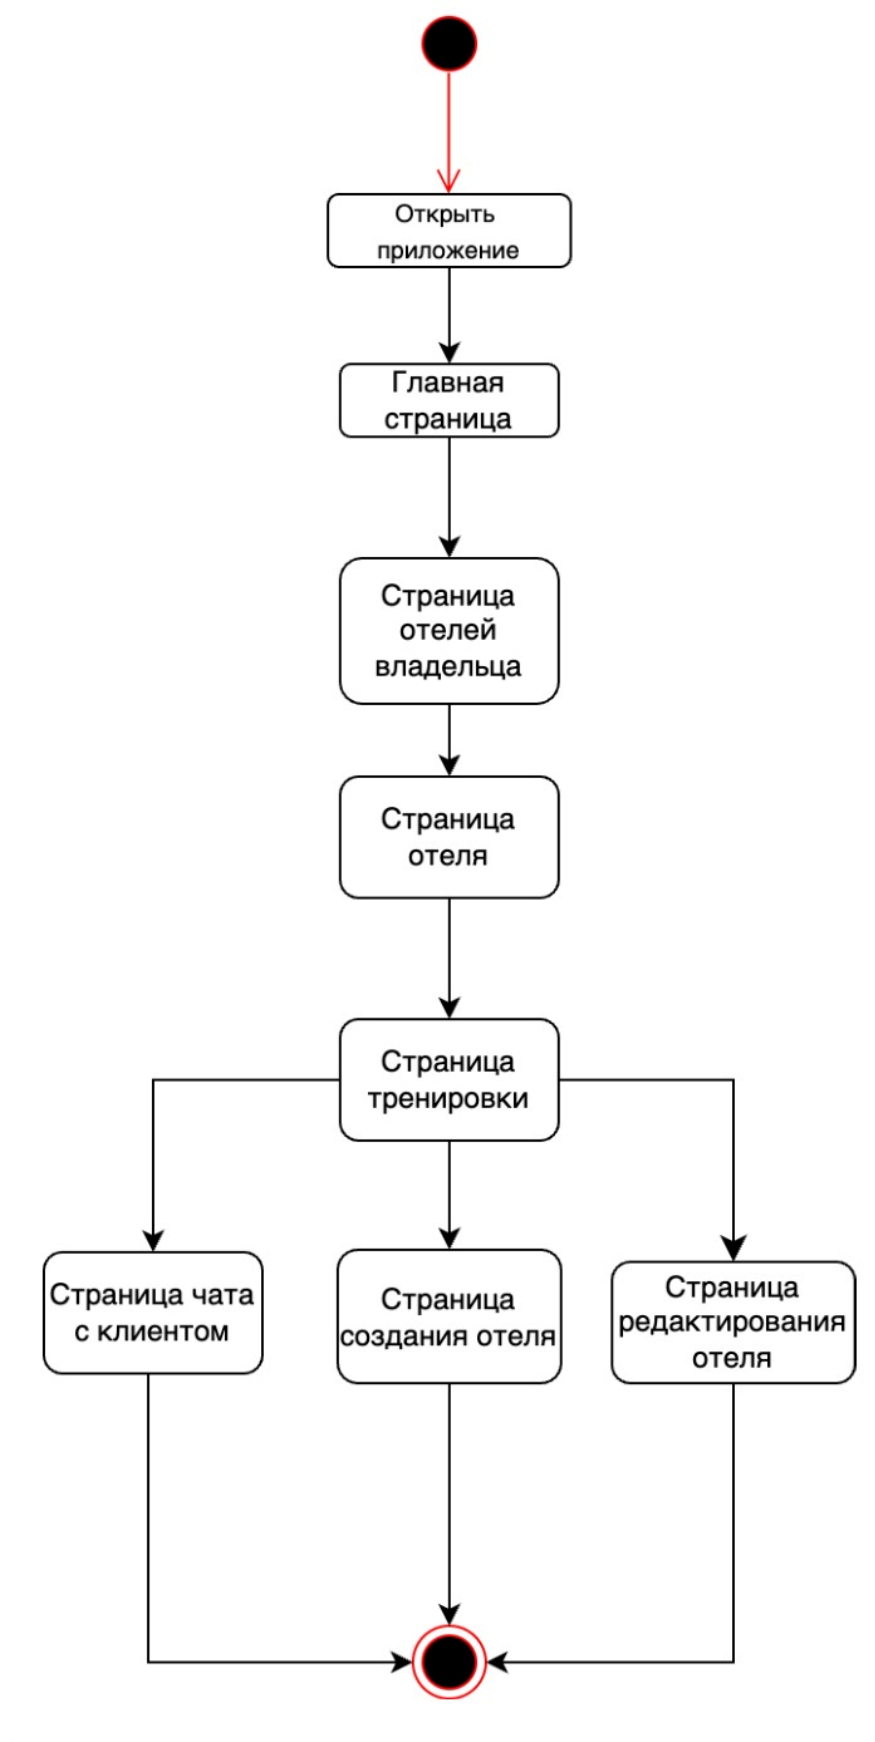 Открыть
приложение
Главная
страница
Страница
отелей
владельца
Страница
отеля
Страница
тренировки
Страница чата
с клиентом
Страница
создания отеля
Страница
редактирования
отеля